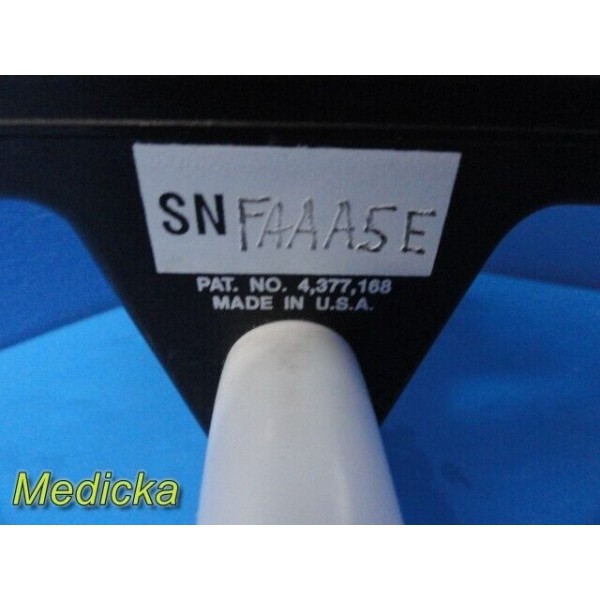 SN FAAA5E
PAT. NO. 4,377,168
MADE IN U.S.A.
Medicka